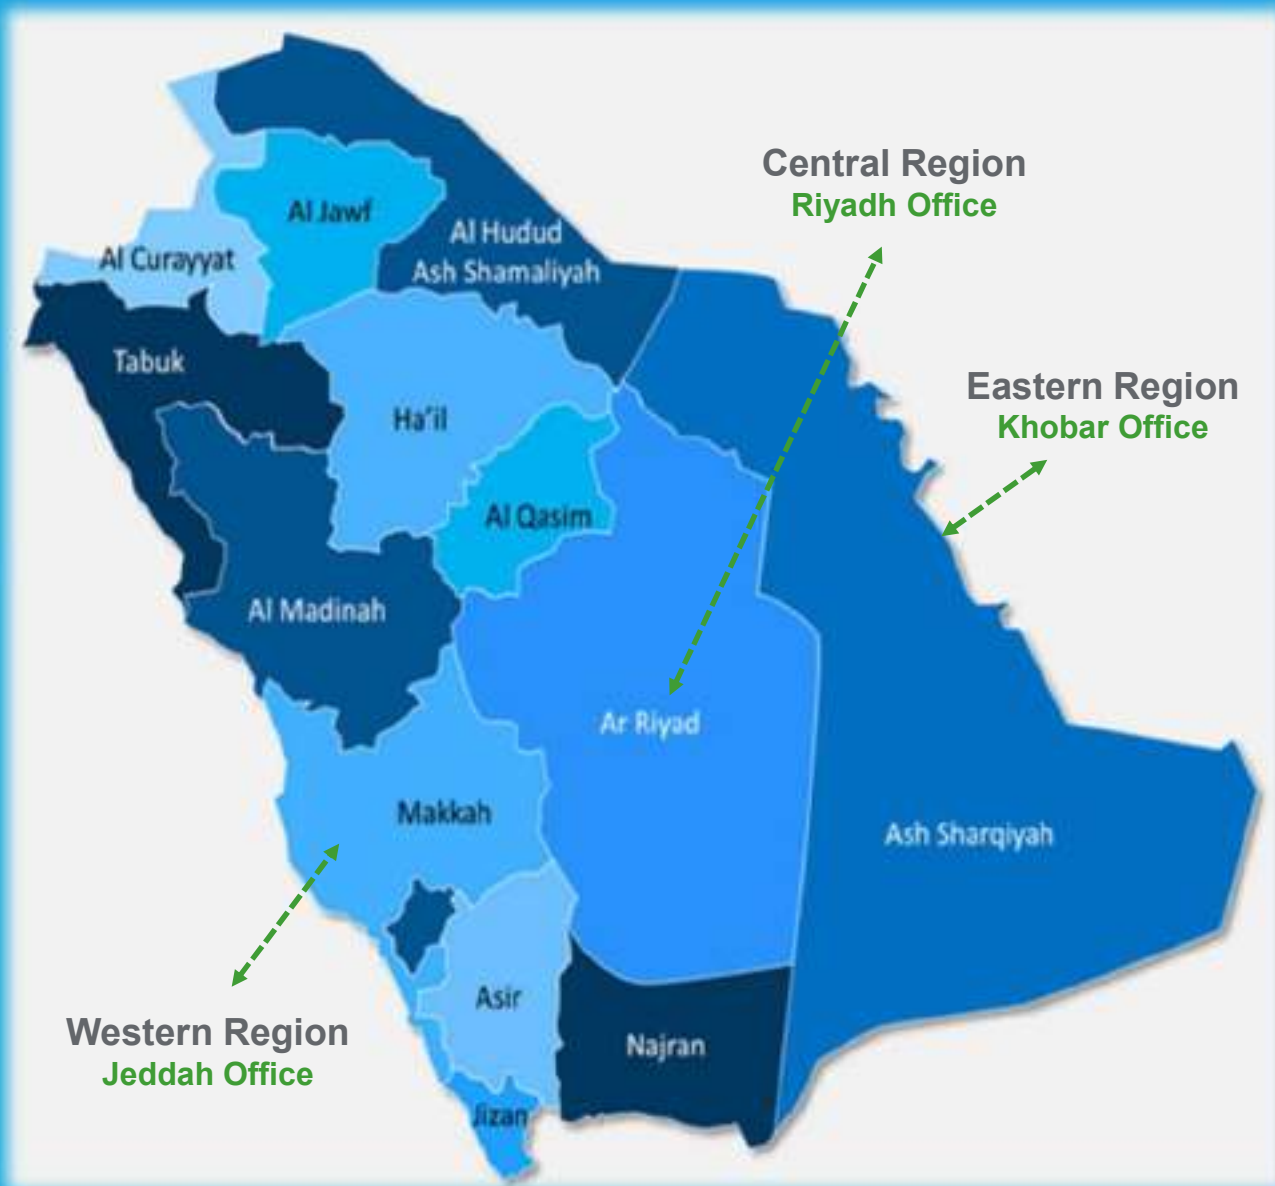 Central Region
Riyadh Office
Al Jawf
Al Hudud
Ash Shamaliyah
Al Curayyat
Tabuk
Eastern Region
Khobar Office
Ha'il
Al Qasim
Al Madinah
Ar Riyad
Makkah
Ash Sharqiyah
Asir
Western Region
Jeddah Office
Najran
Jizan